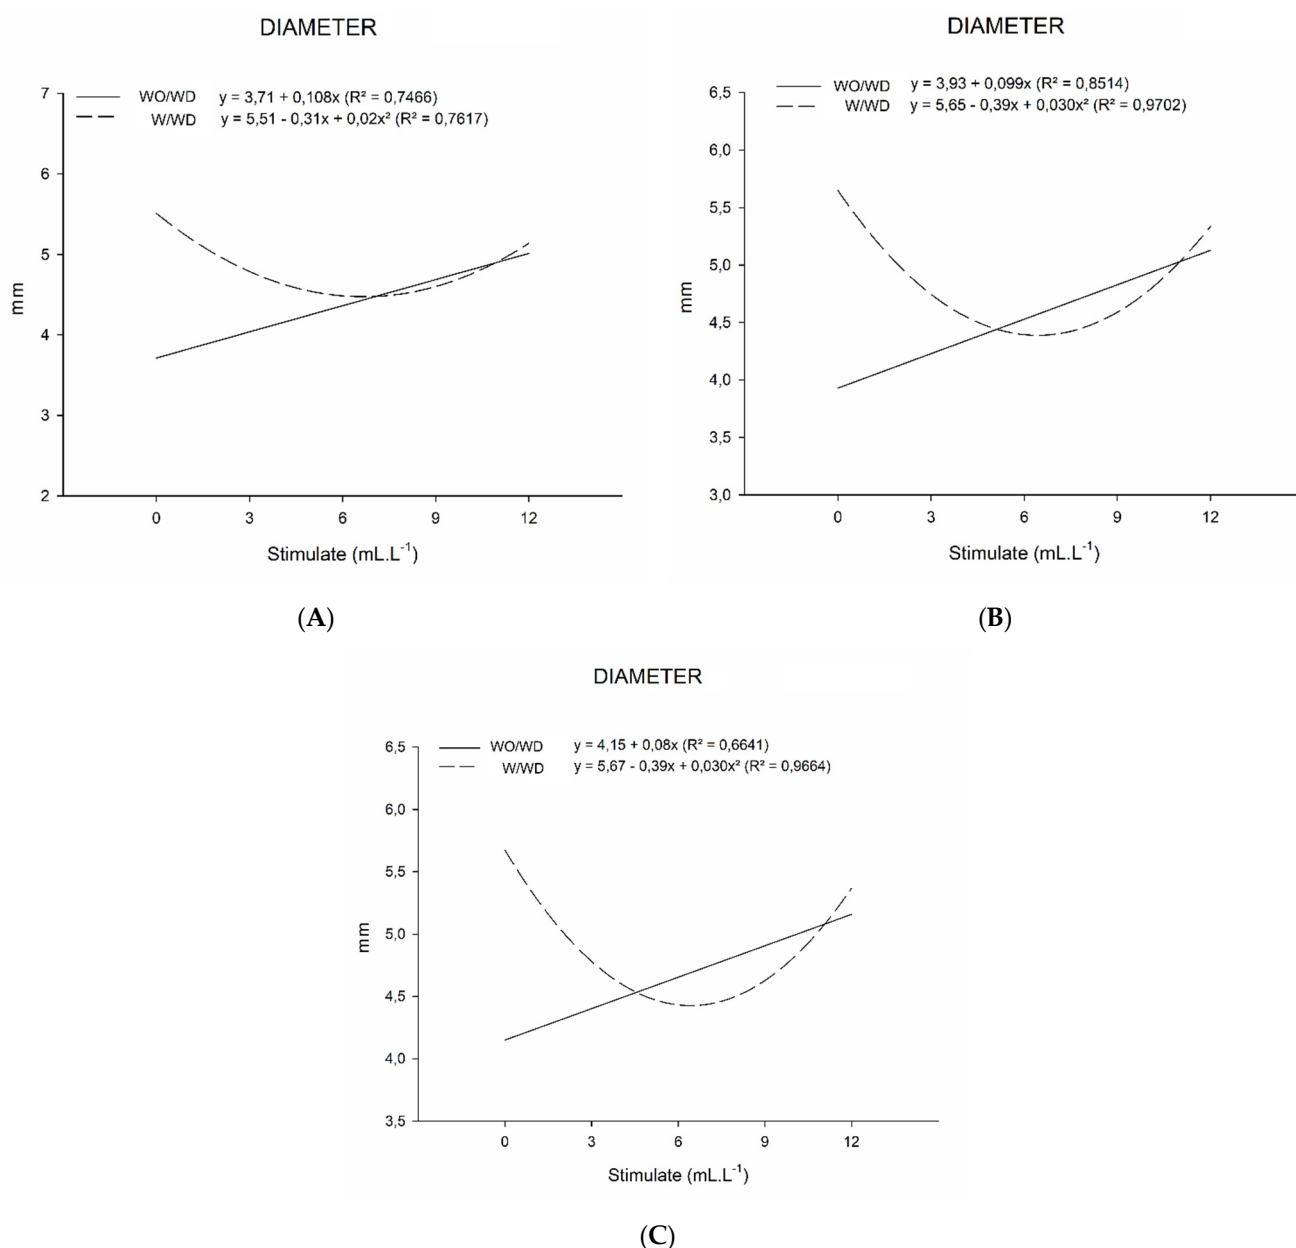 DIAMETER
WO/WD y = 3,71 + 0,108x (R² = 0,7466)
W/WD y = 5,51 - 0,31x + 0,02x² (R² = 0,7617)
7
6
5
4
3
2
mm
0 3 6 9 12
Stimulate (mL.L⁻¹)
(A)
DIAMETER
WO/WD y = 3,93 + 0,099x (R² = 0,8514)
W/WD y = 5,65 - 0,39x + 0,030x² (R² = 0,9702)
6,5
6,0
5,5
5,0
4,5
4,0
3,5
3,0
mm
0 3 6 9 12
Stimulate (mL.L⁻¹)
(B)
DIAMETER
WO/WD y = 4,15 + 0,08x (R² = 0,6641)
W/WD y = 5,67 - 0,39x + 0,030x² (R² = 0,9664)
6,5
6,0
5,5
5,0
4,5
4,0
3,5
mm
0 3 6 9 12
Stimulate (mL.L⁻¹)
(C)